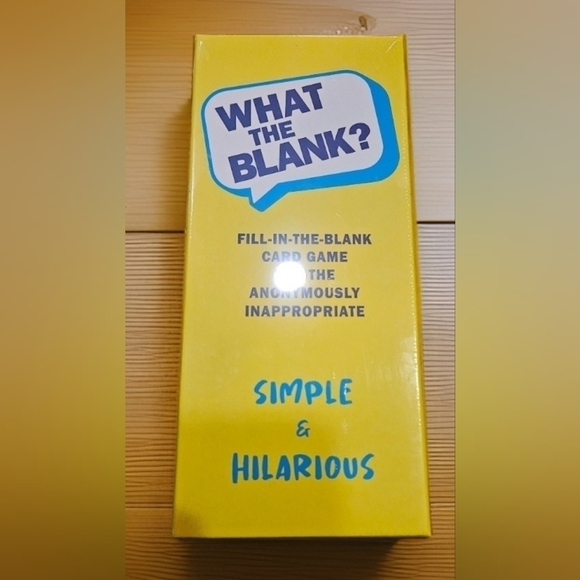 WHAT
THE
BLANK?
FILL-IN-THE-BLANK
CARD GAME
THE
ANONYMOUSLY
INAPPROPRIATE
SIMPLE
&
HILARIOUS